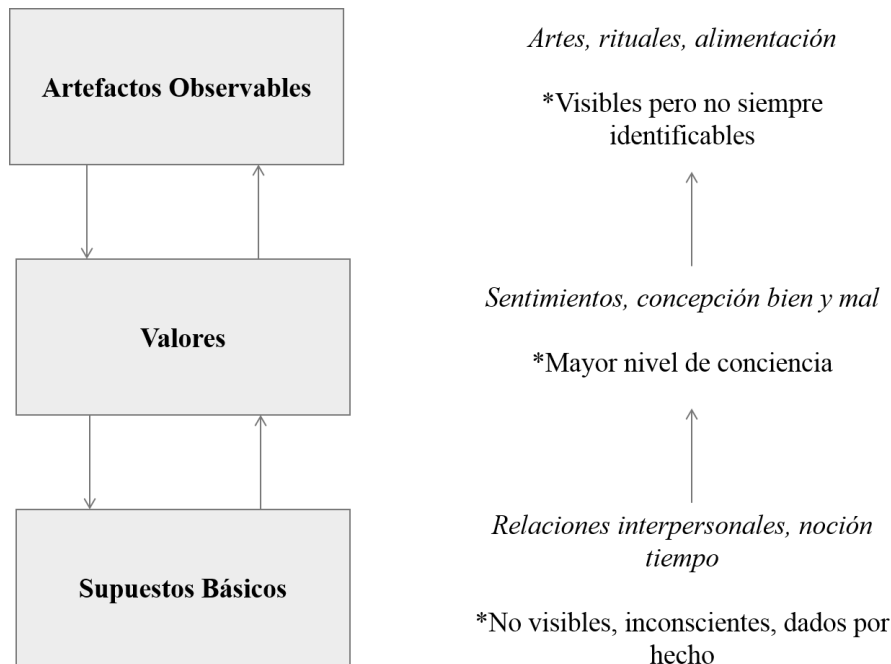 Artefactos Observables
Artes, rituales, alimentación
*Visibles pero no siempre
identificables
Valores
Sentimientos, concepción bien y mal
*Mayor nivel de conciencia
Supuestos Básicos
Relaciones interpersonales, noción
tiempo
*No visibles, inconscientes, dados por
hecho